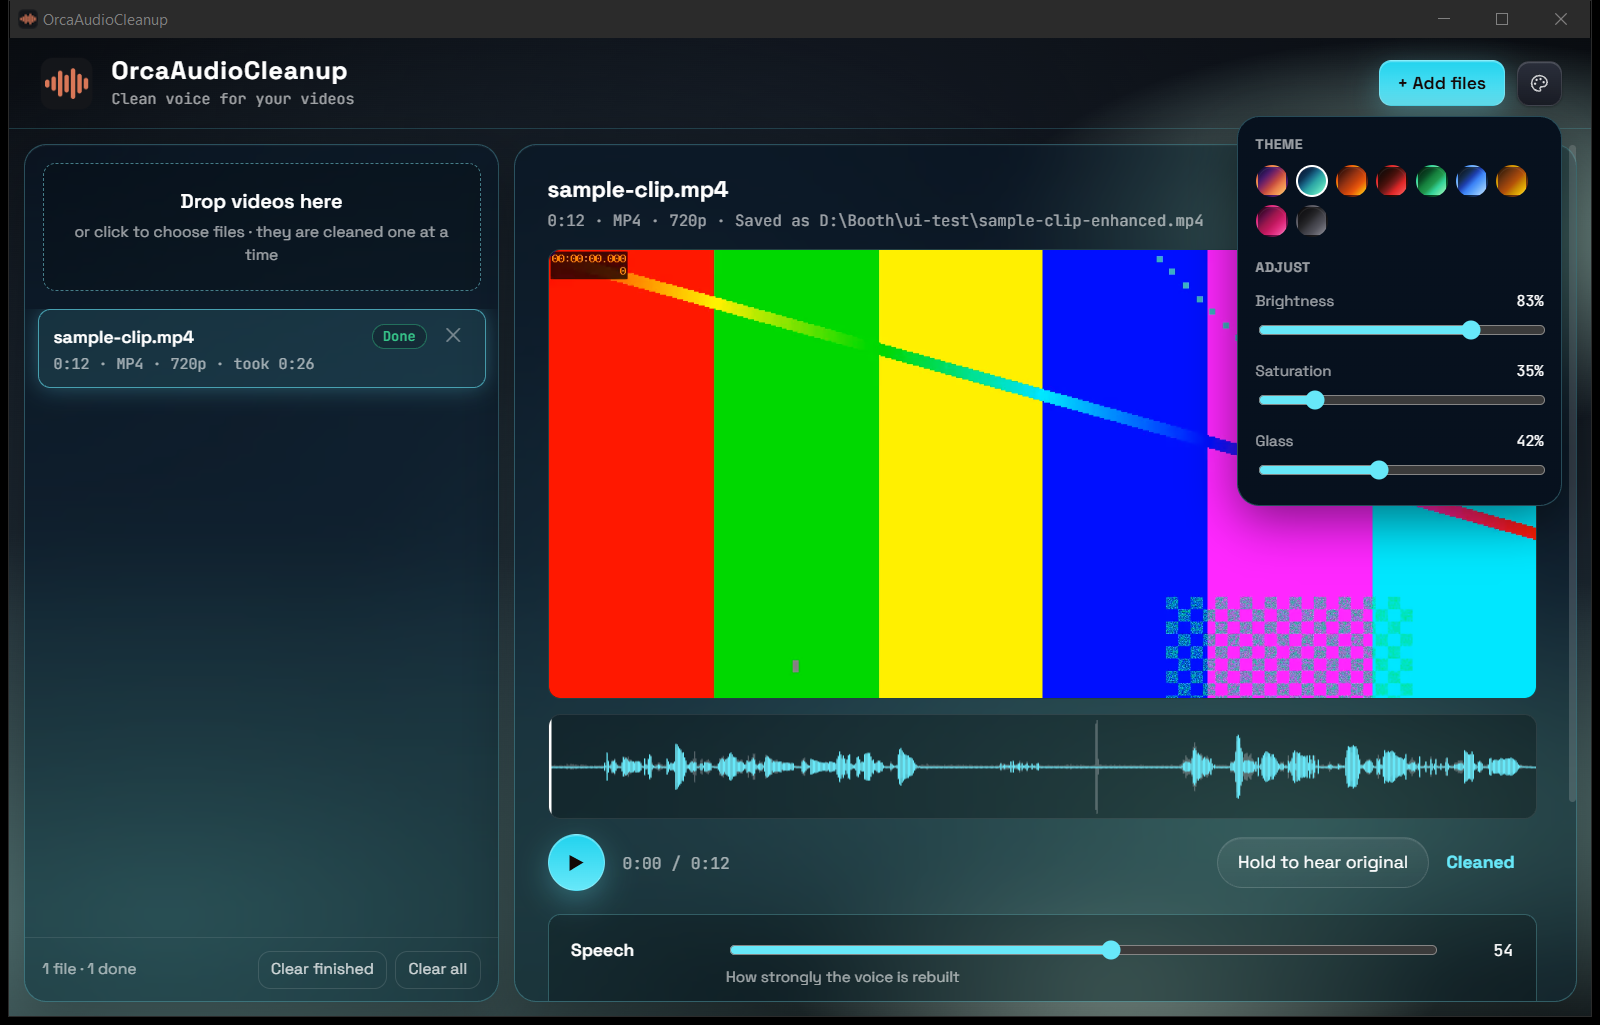 OrcaAudioCleanup
OrcaAudioCleanup
Clean voice for your videos
+ Add files
Drop videos here
or click to choose files · they are cleaned one at a
time
sample-clip.mp4
Done
0:12 · MP4 · 720p · took 0:26
1 file · 1 done
Clear finished
Clear all
sample-clip.mp4
0:12 · MP4 · 720p · Saved as D:\Booth\ui-test\sample-clip-enhanced.mp4
00:00:00.000
0
THEME
ADJUST
Brightness 83%
Saturation 35%
Glass 42%
0:00 / 0:12
Hold to hear original
Cleaned
Speech 54
How strongly the voice is rebuilt